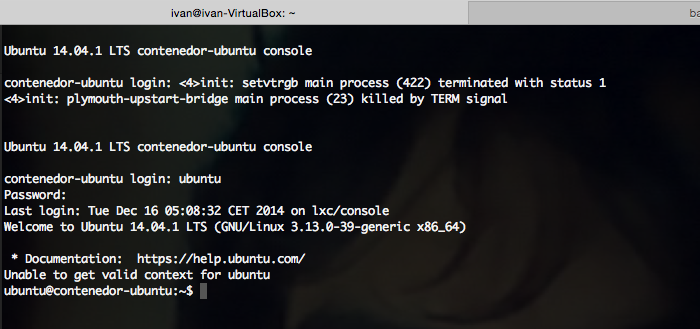 ivan@ivan-VirtualBox: ~
ba
Ubuntu 14.04.1 LTS contenedor-ubuntu console
contenedor-ubuntu login: <4>init: setvtrgb main process (422) terminated with status 1
<4>init: plymouth-upstart-bridge main process (23) killed by TERM signal
Ubuntu 14.04.1 LTS contenedor-ubuntu console
contenedor-ubuntu login: ubuntu
Password:
Last login: Tue Dec 16 05:08:32 CET 2014 on lxc/console
Welcome to Ubuntu 14.04.1 LTS (GNU/Linux 3.13.0-39-generic x86_64)
* Documentation:  https://help.ubuntu.com/
Unable to get valid context for ubuntu
ubuntu@contenedor-ubuntu:~$